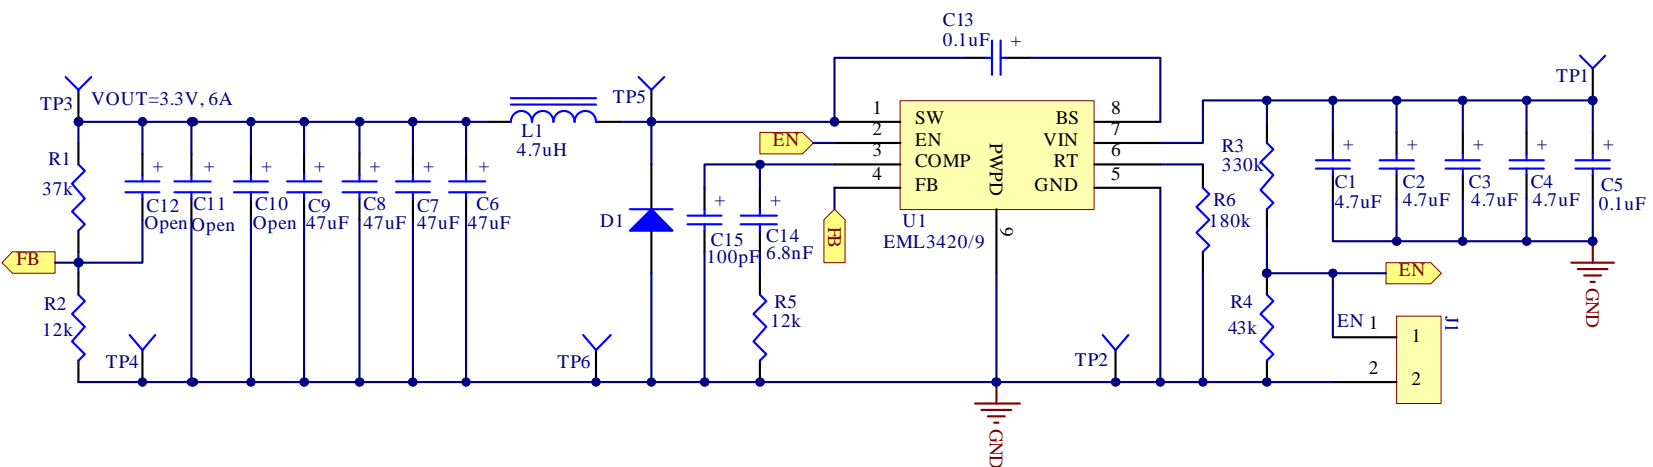 C13
0.1uF
+
TP3
VOUT=3.3V, 6A
TP5
TP1
L1
4.7uH
R1
37k
+
C12
Open
C11
Open
+
C10
Open
+
C9
47uF
+
C8
47uF
+
C7
47uF
+
C6
47uF
FB
R2
12k
TP4
TP6
D1
+
C15
100pF
+
C14
6.8nF
R5
12k
EN
FB
1
2
3
4
SW
EN
COMP
FB
PWPD
BS
VIN
RT
GND
8
7
6
5
U1
EML3420/9
9
GND
TP2
R6
180k
R3
330k
R4
43k
+
C1
4.7uF
+
C2
4.7uF
+
C3
4.7uF
+
C4
4.7uF
+
C5
0.1uF
GND
EN
EN 1
2
J1
1
2